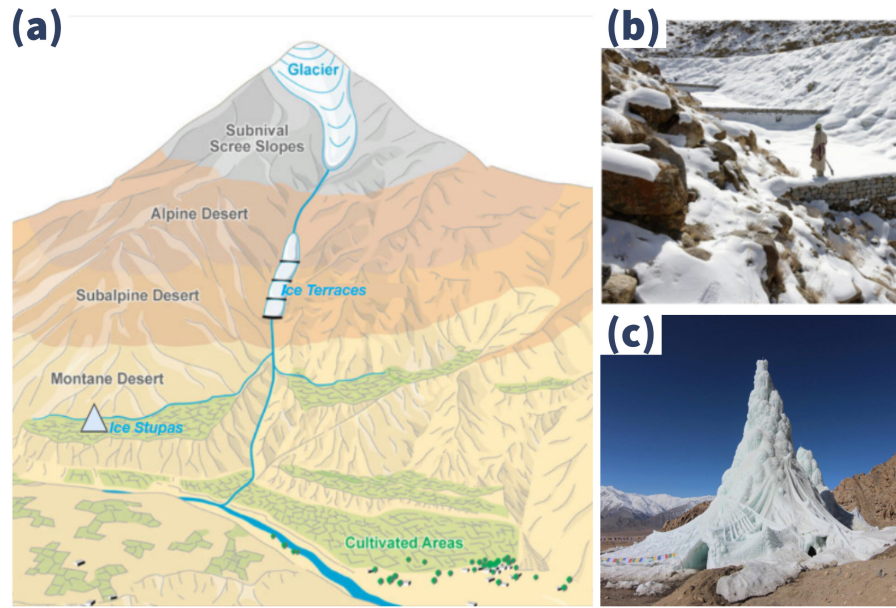 (a)
Glacier
Subnival
Scree Slopes
Alpine Desert
Ice Terraces
Subalpine Desert
Montane Desert
Ice Stupas
Cultivated Areas
(b)
(c)